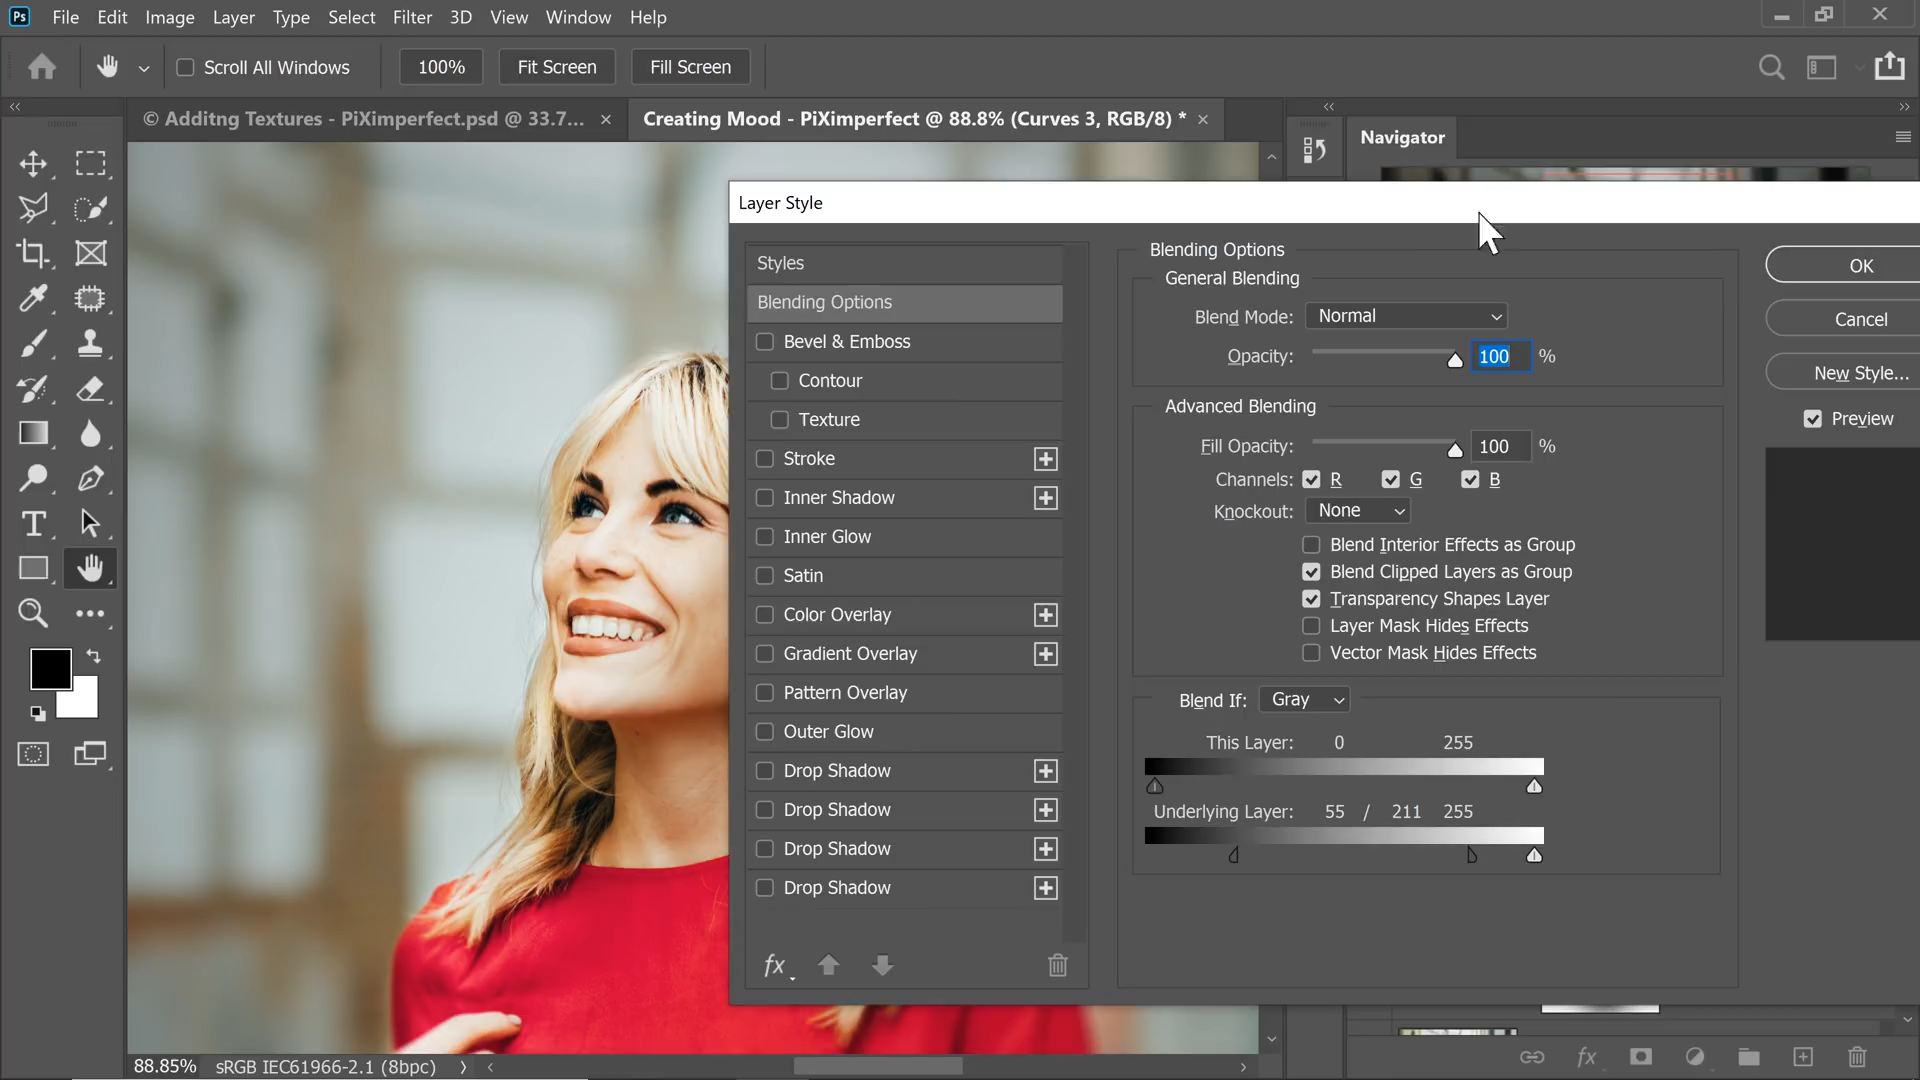 Ps File Edit Image Layer Type Select Filter 3D View Window Help
Scroll All Windows 100% Fit Screen Fill Screen
© Additng Textures - PiXimperfect.psd @ 33.7... × Creating Mood - PiXimperfect @ 88.8% (Curves 3, RGB/8) * ×
Navigator
Layer Style
Styles
Blending Options
Bevel & Emboss
Contour
Texture
Stroke
Inner Shadow
Inner Glow
Satin
Color Overlay
Gradient Overlay
Pattern Overlay
Outer Glow
Drop Shadow
Drop Shadow
Drop Shadow
Drop Shadow
fx
Blending Options
General Blending
Blend Mode: Normal
Opacity: 100 %
Advanced Blending
Fill Opacity: 100 %
Channels: R G B
Knockout: None
Blend Interior Effects as Group
Blend Clipped Layers as Group
Transparency Shapes Layer
Layer Mask Hides Effects
Vector Mask Hides Effects
Blend If: Gray
This Layer: 0 255
Underlying Layer: 55 / 211 255
OK
Cancel
New Style...
Preview
88.85% sRGB IEC61966-2.1 (8bpc)
fx